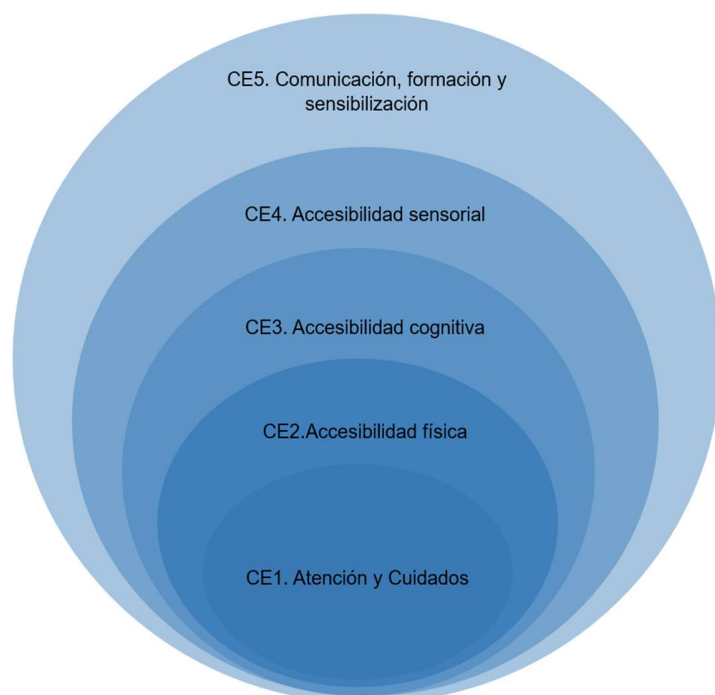 CE5. Comunicación, formación y
sensibilización
CE4. Accesibilidad sensorial
CE3. Accesibilidad cognitiva
CE2.Accesibilidad física
CE1. Atención y Cuidados